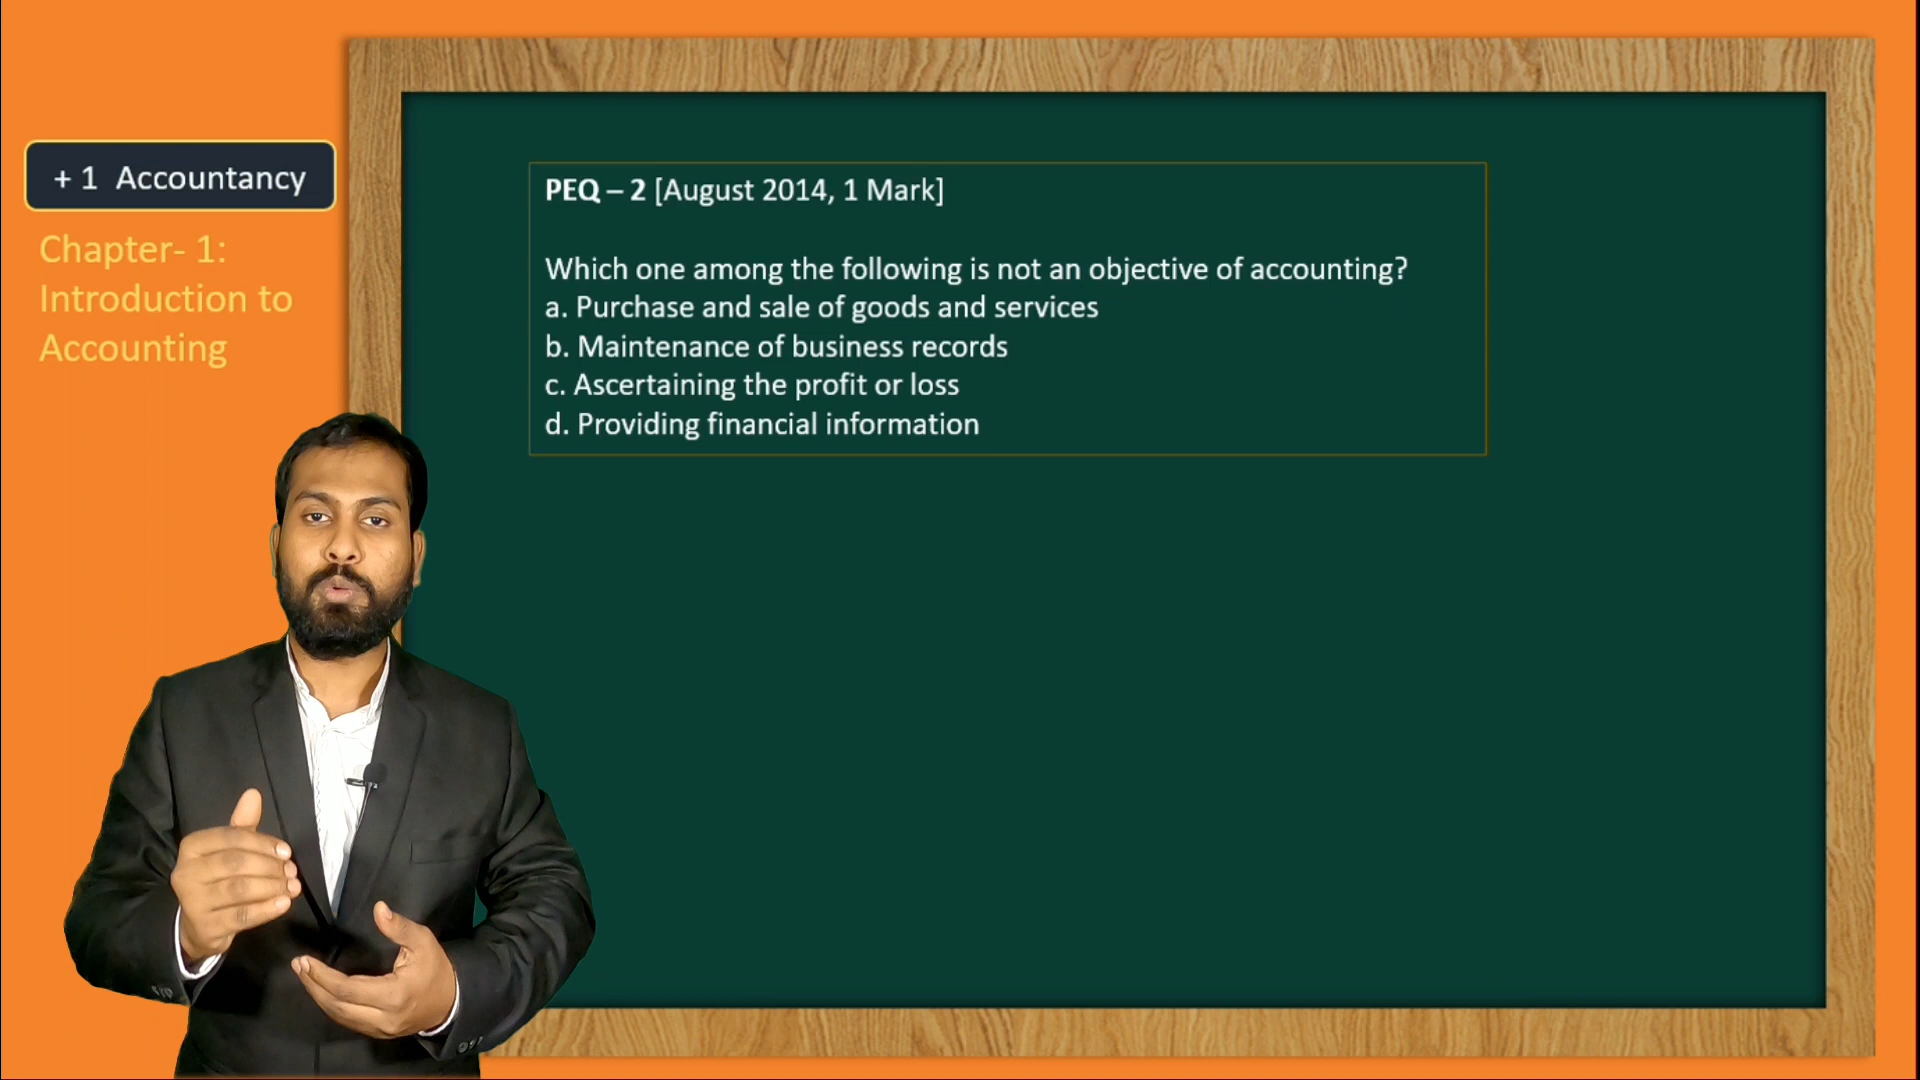 + 1 Accountancy
Chapter- 1:
Introduction to
Accounting
PEQ – 2 [August 2014, 1 Mark]
Which one among the following is not an objective of accounting?
a. Purchase and sale of goods and services
b. Maintenance of business records
c. Ascertaining the profit or loss
d. Providing financial information